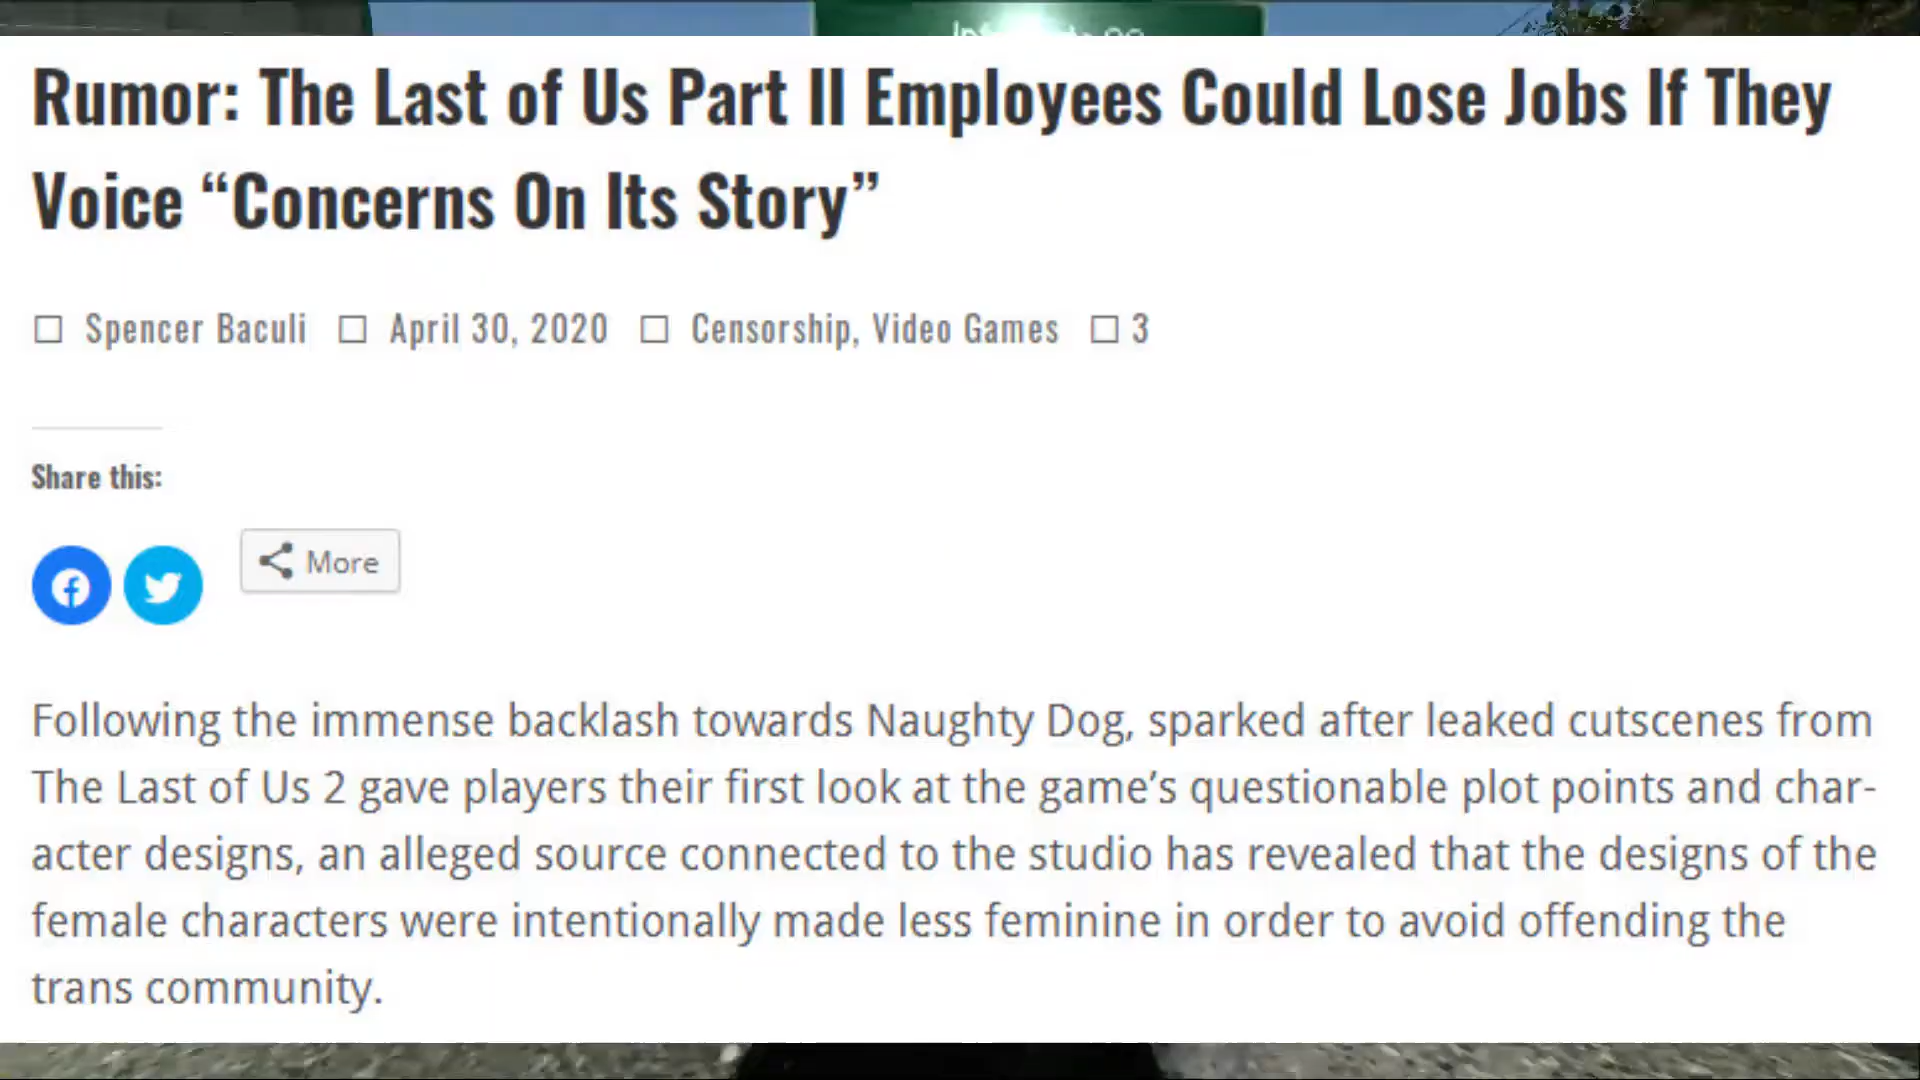 Rumor: The Last of Us Part II Employees Could Lose Jobs If They
Voice “Concerns On Its Story”
Spencer Baculi April 30, 2020 Censorship, Video Games 3
Share this:
More
Following the immense backlash towards Naughty Dog, sparked after leaked cutscenes from
The Last of Us 2 gave players their first look at the game’s questionable plot points and char-
acter designs, an alleged source connected to the studio has revealed that the designs of the
female characters were intentionally made less feminine in order to avoid offending the
trans community.